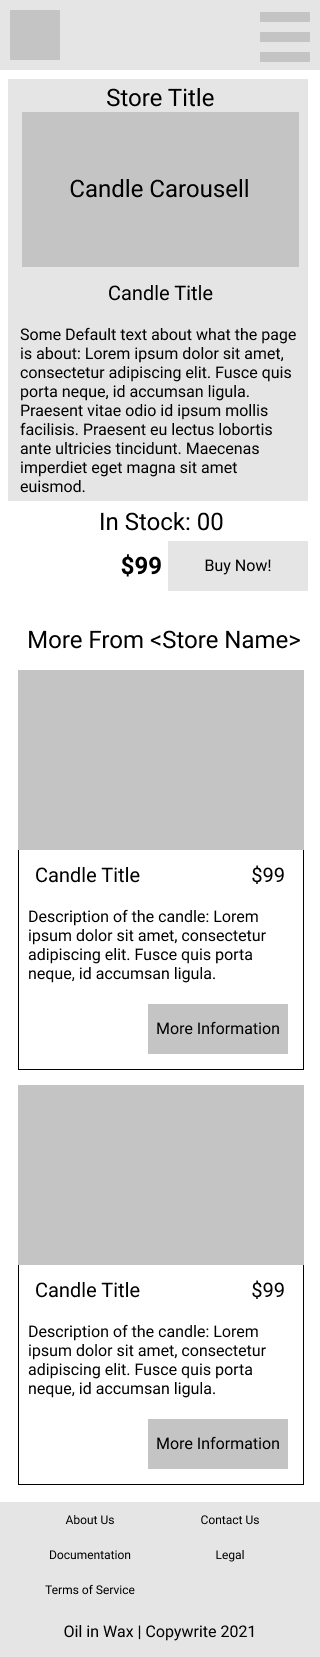 Store Title
Candle Carousell
Candle Title
Some Default text about what the page
is about: Lorem ipsum dolor sit amet,
consectetur adipiscing elit. Fusce quis
porta neque, id accumsan ligula.
Praesent vitae odio id ipsum mollis
facilisis. Praesent eu lectus lobortis
ante ultricies tincidunt. Maecenas
imperdiet eget magna sit amet
euismod.
In Stock: 00
$99 Buy Now!
More From <Store Name>
Candle Title $99
Description of the candle: Lorem
ipsum dolor sit amet, consectetur
adipiscing elit. Fusce quis porta
neque, id accumsan ligula.
More Information
Candle Title $99
Description of the candle: Lorem
ipsum dolor sit amet, consectetur
adipiscing elit. Fusce quis porta
neque, id accumsan ligula.
More Information
About Us Contact Us
Documentation Legal
Terms of Service
Oil in Wax | Copywrite 2021